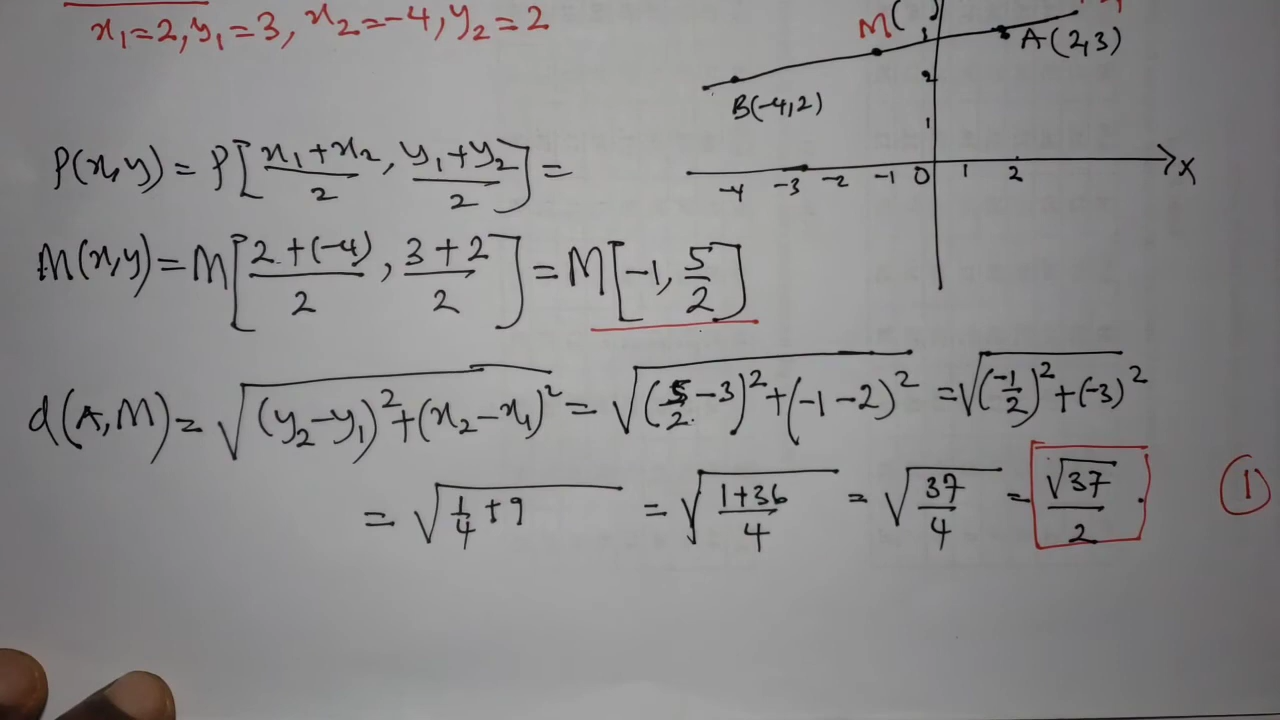 x₁=2, y₁=3, x₂=-4, y₂=2
M( , )
3
A(2,3)
2
B(-4,2)
1
-4 -3 -2 -1 0 1 2 X
P(x,y) = P[(x₁+x₂)/2, (y₁+y₂)/2] =
M(x,y) = M[(2+(-4))/2, (3+2)/2] = M[-1, 5/2]
d(A,M) = √((y₂-y₁)²+(x₂-x₁)²) = √((5/2-3)²+(-1-2)²) = √((-1/2)²+(-3)²)
= √(1/4+9) = √((1+36)/4) = √(37/4) = √37/2. ①